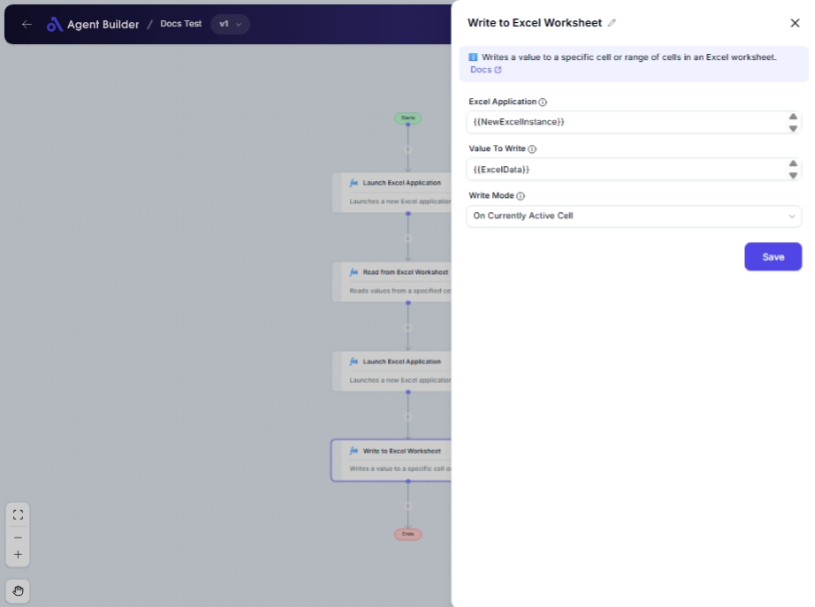 Agent Builder / Docs Test v1
Write to Excel Worksheet
Writes a value to a specific cell or range of cells in an Excel worksheet.
Docs
Excel Application
{{NewExcelInstance}}
Value To Write
{{ExcelData}}
Write Mode
On Currently Active Cell
Save
Starts
Launch Excel Application
Launches a new Excel application
Read from Excel Worksheet
Reads values from a specified ce
Launch Excel Application
Launches a new Excel application
Write to Excel Worksheet
Writes a value to a specific cell o
Ends